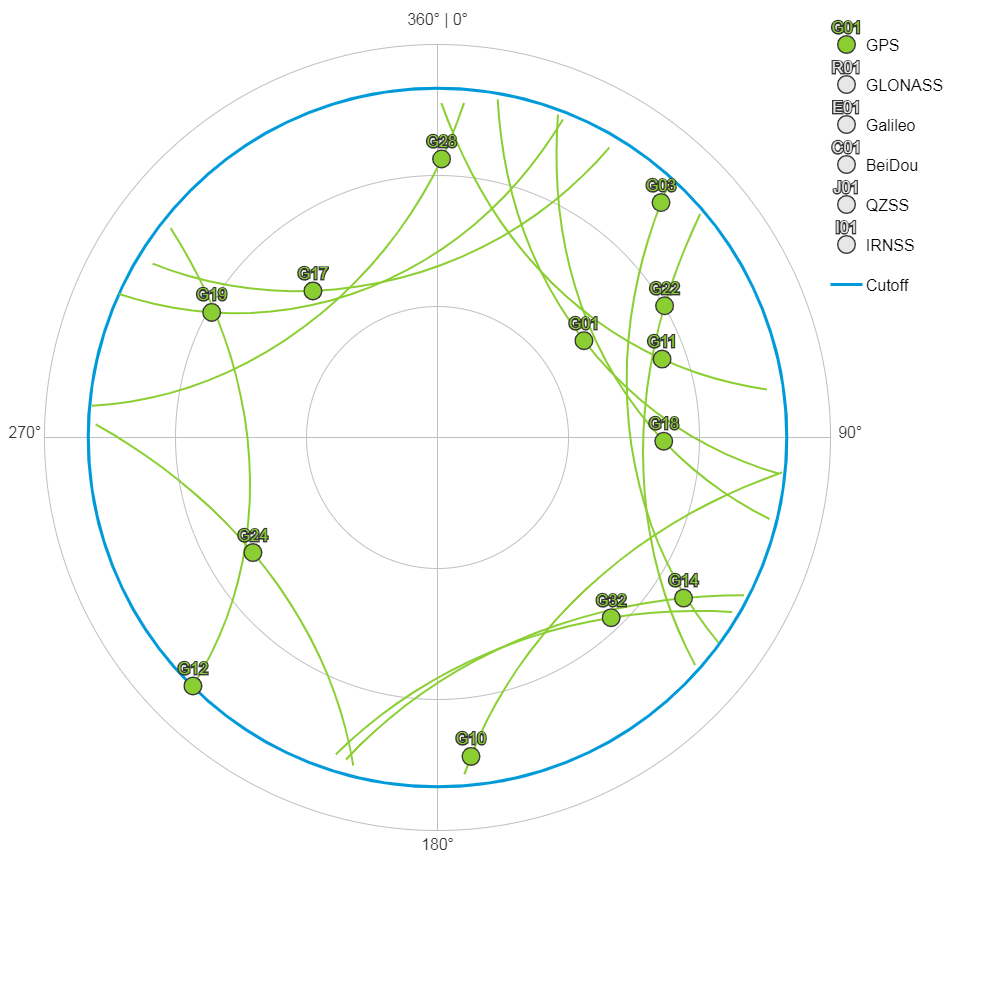 360° | 0°
G01
GPS
R01
GLONASS
E01
Galileo
C01
BeiDou
J01
QZSS
I01
IRNSS
Cutoff
G28
G03
G17
G19
G22
G01
G11
G18
270°
90°
G24
G14
G32
G12
G10
180°